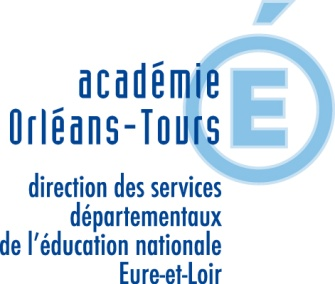 académie
Orléans-Tours
É
direction des services
départementaux
de l'éducation nationale
Eure-et-Loir